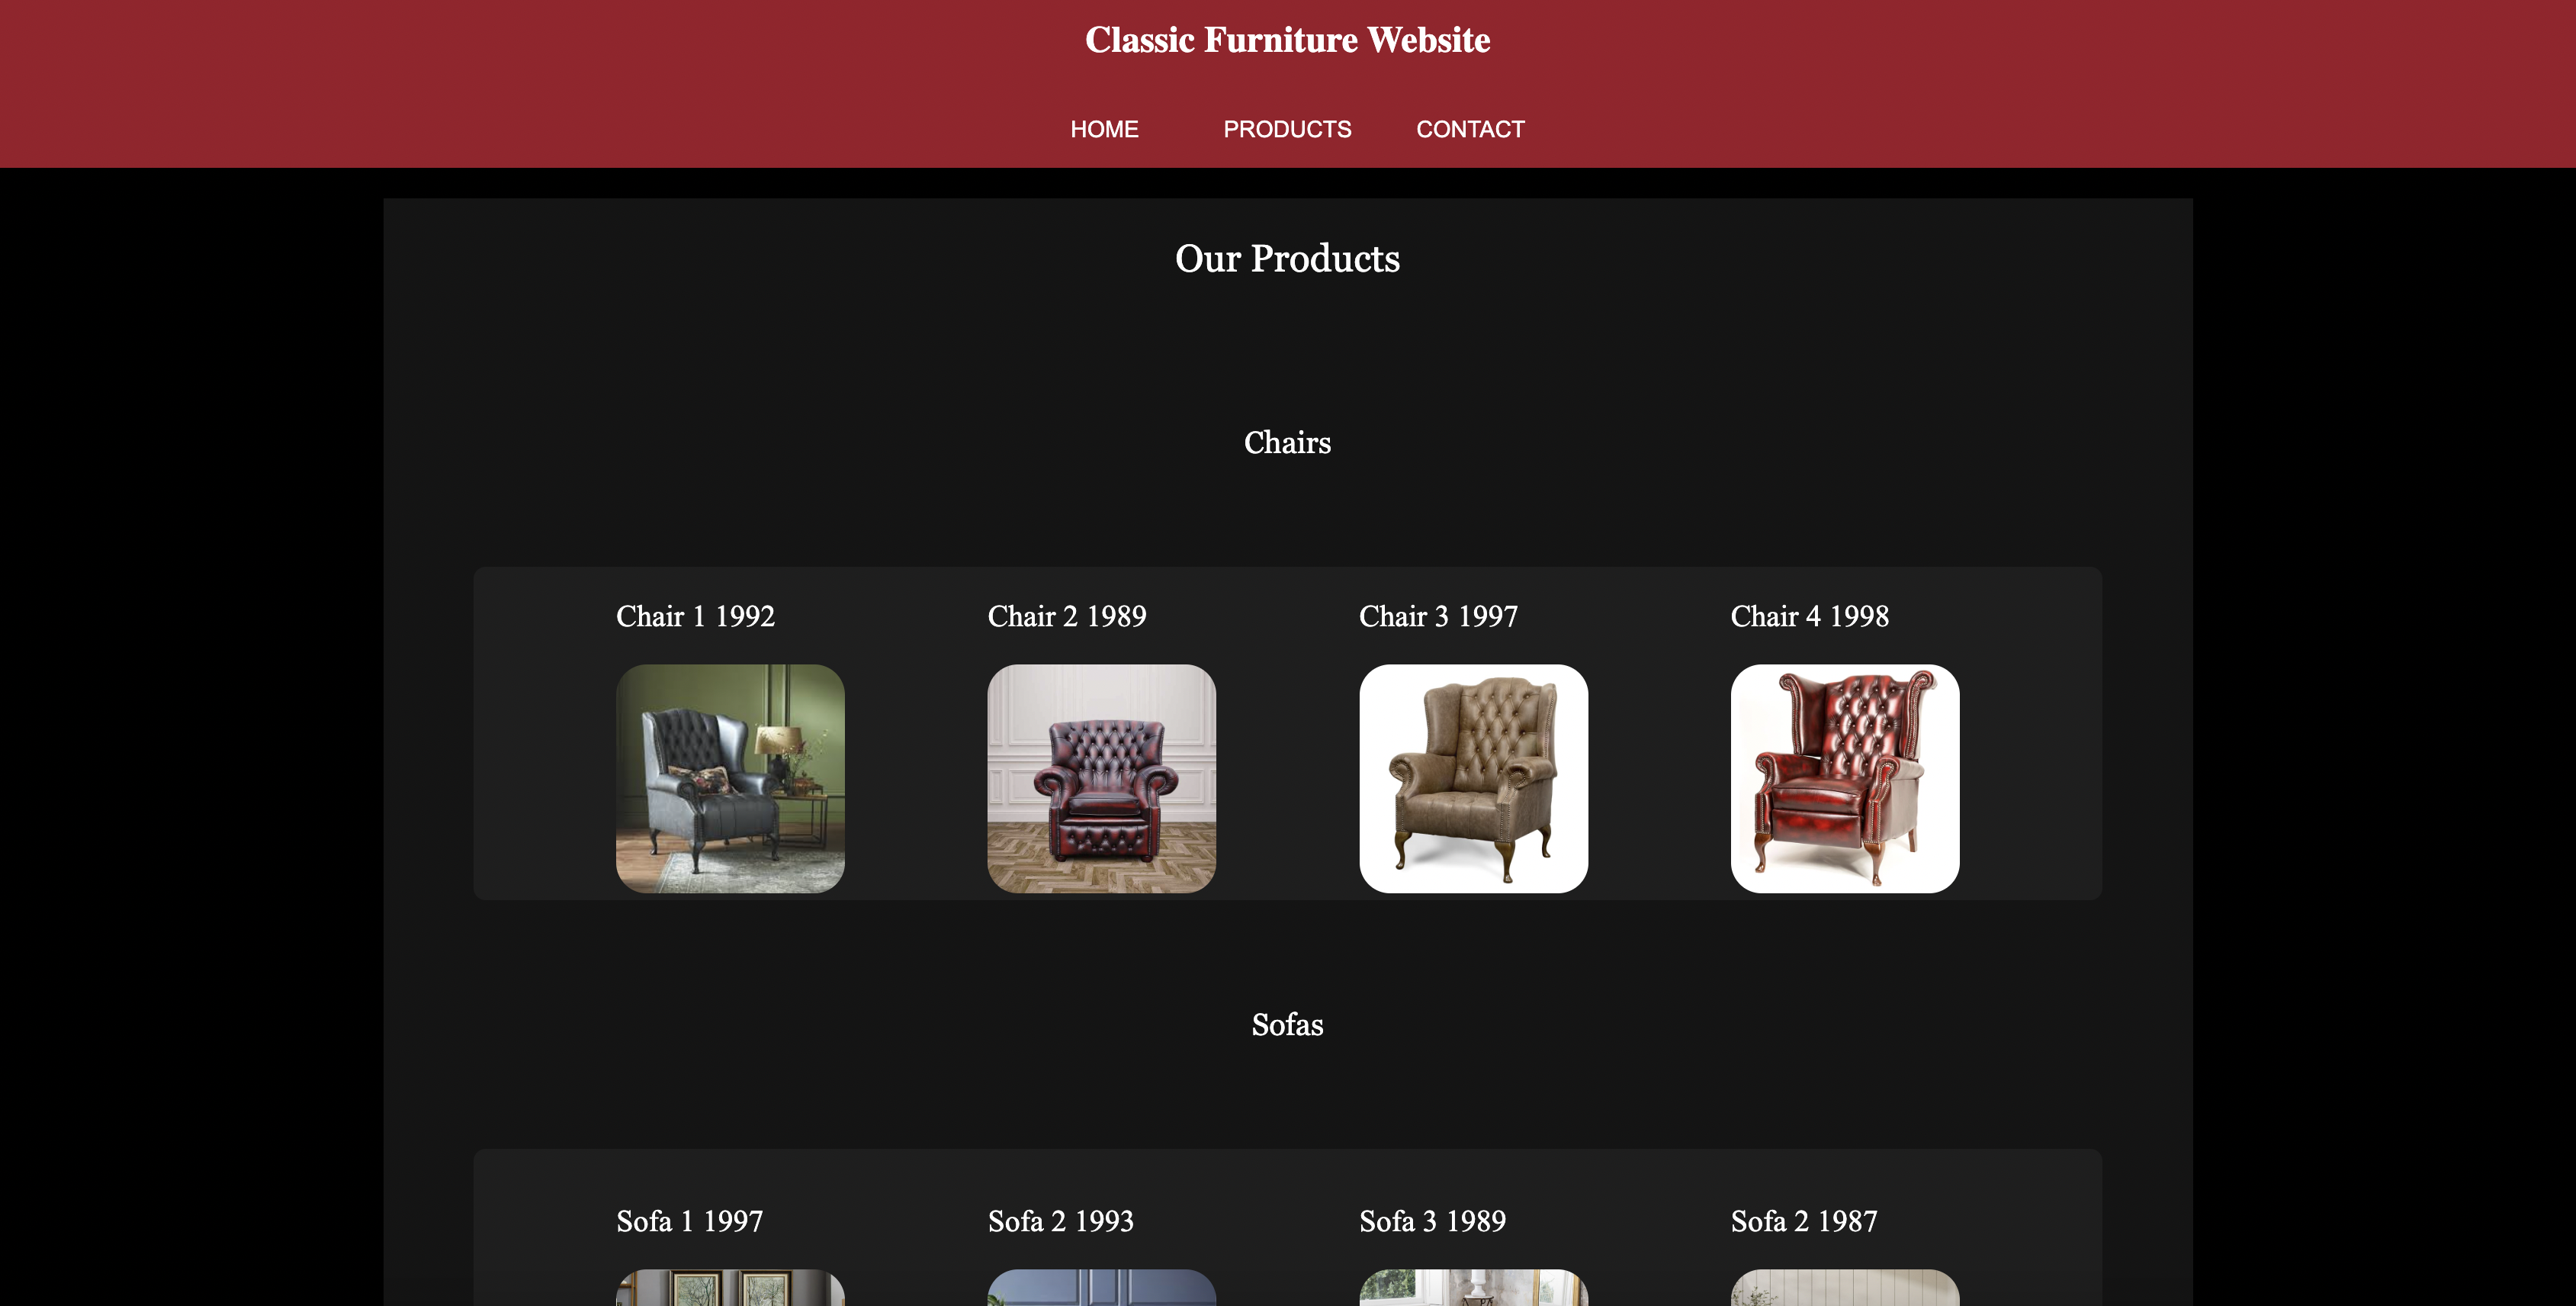 Classic Furniture Website
HOME PRODUCTS CONTACT
Our Products
Chairs
Chair 1 1992 Chair 2 1989 Chair 3 1997 Chair 4 1998
Sofas
Sofa 1 1997 Sofa 2 1993 Sofa 3 1989 Sofa 2 1987